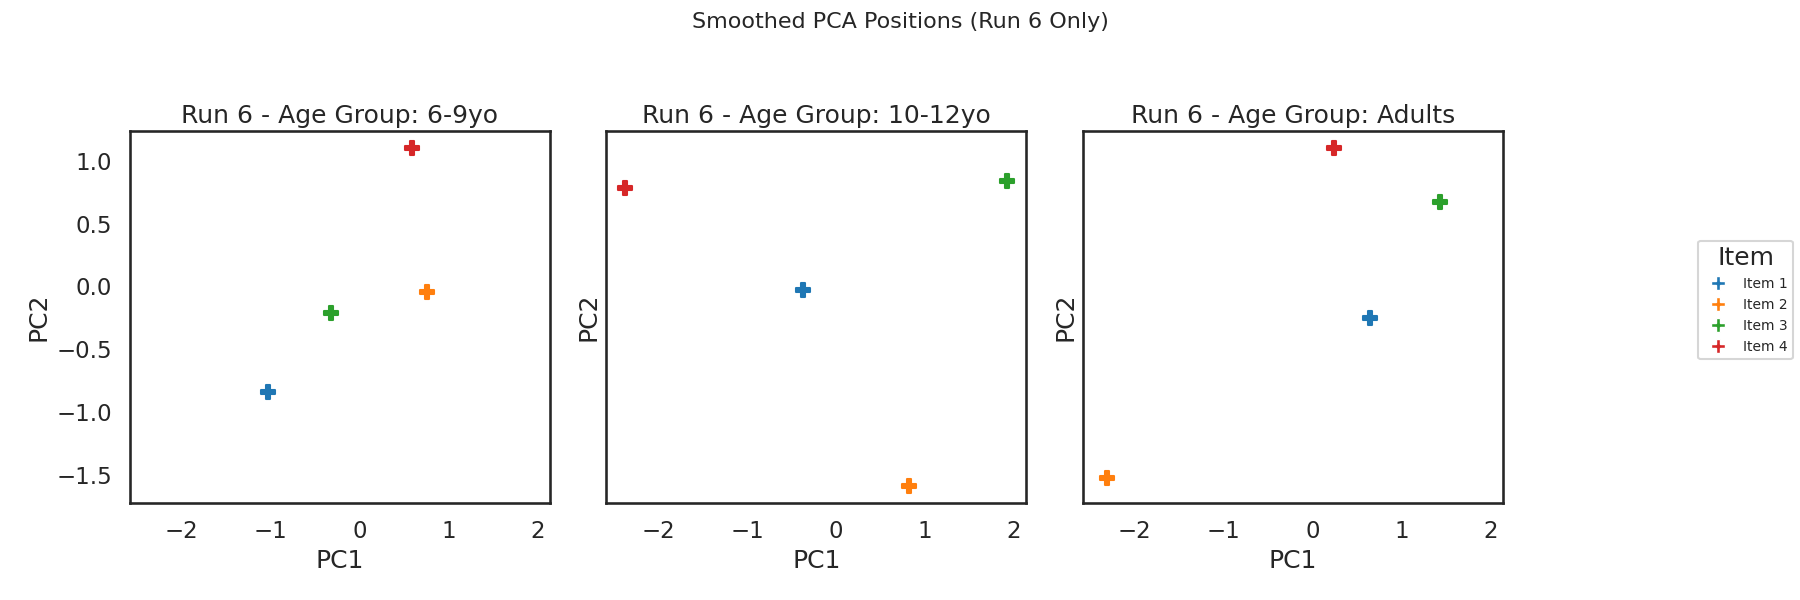 Smoothed PCA Positions (Run 6 Only)
Run 6 - Age Group: 6-9yo
Run 6 - Age Group: 10-12yo
Run 6 - Age Group: Adults
1.0
0.5
0.0
−0.5
−1.0
−1.5
PC2
PC2
PC2
−2 −1 0 1 2
−2 −1 0 1 2
−2 −1 0 1 2
PC1
PC1
PC1
Item
Item 1
Item 2
Item 3
Item 4